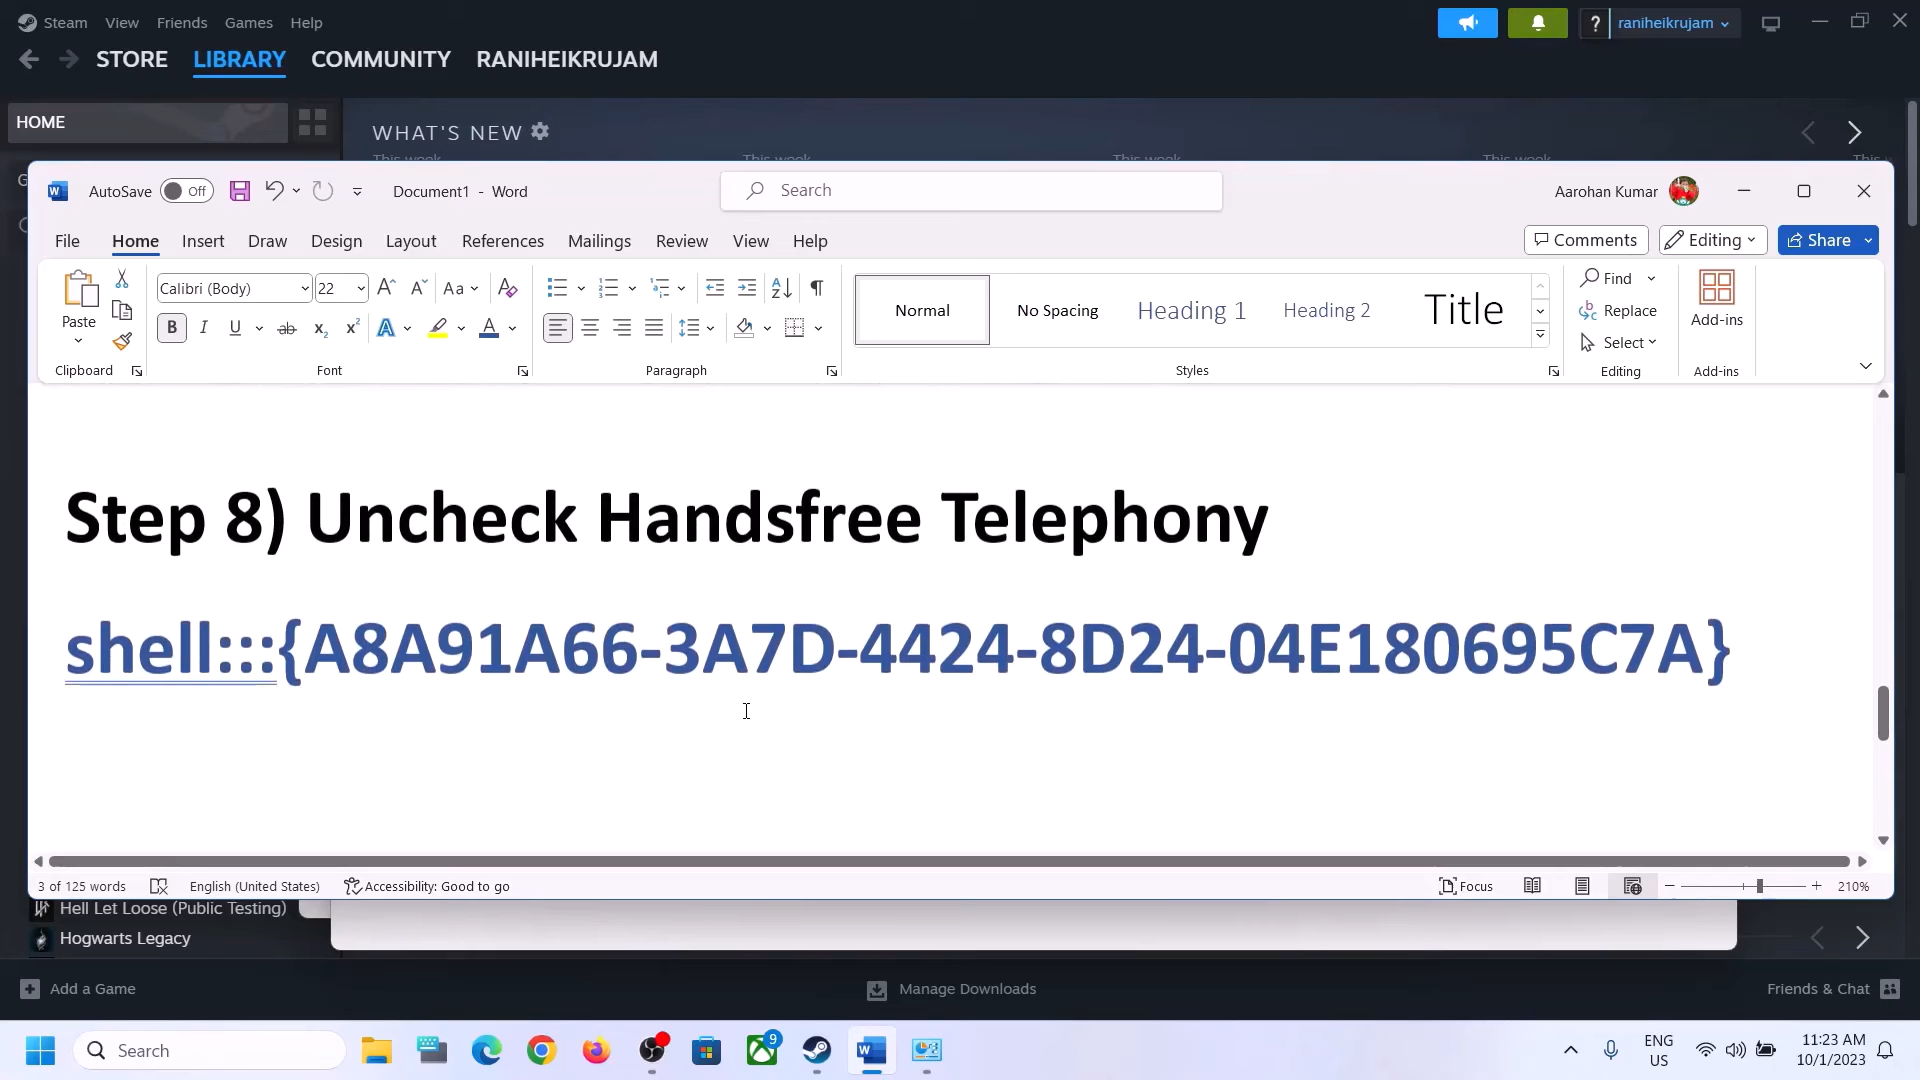 Steam View Friends Games Help
raniheikrujam
STORE LIBRARY COMMUNITY RANIHEIKRUJAM
HOME
WHAT'S NEW
AutoSave Off Document1 - Word
Search
Aarohan Kumar
File Home Insert Draw Design Layout References Mailings Review View Help
Comments Editing Share
Calibri (Body) 22
Paste
Normal No Spacing Heading 1 Heading 2 Title
Find
Replace
Select
Add-ins
Clipboard Font Paragraph Styles Editing Add-ins
Step 8) Uncheck Handsfree Telephony
shell:::{A8A91A66-3A7D-4424-8D24-04E180695C7A}
3 of 125 words English (United States) Accessibility: Good to go Focus 210%
Hell Let Loose (Public Testing)
Hogwarts Legacy
Add a Game Manage Downloads Friends & Chat
Search
9
ENG
US
11:23 AM
10/1/2023